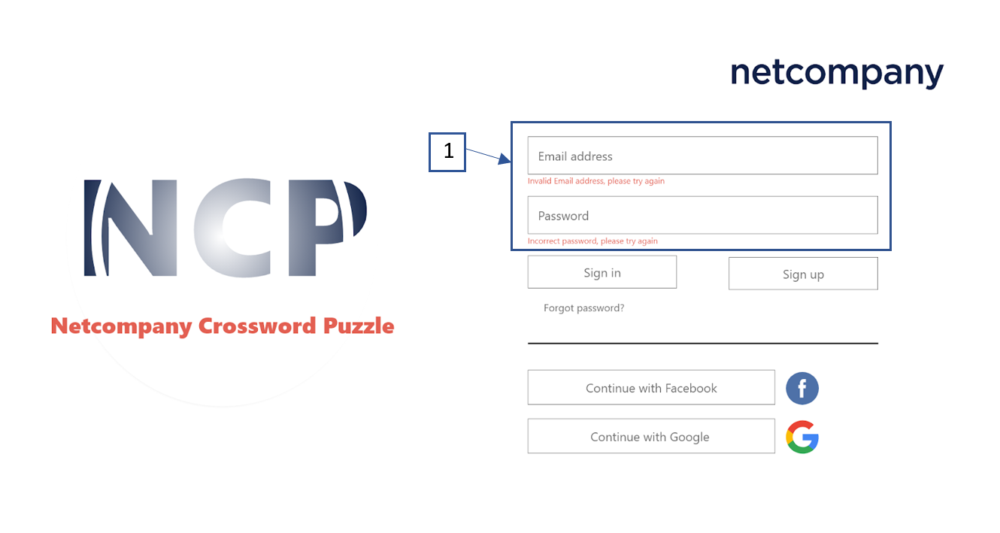 netcompany
1
Email address
Invalid Email address, please try again
Password
Incorrect password, please try again
Sign in
Sign up
Forgot password?
NCP
Netcompany Crossword Puzzle
Continue with Facebook
f
Continue with Google
G